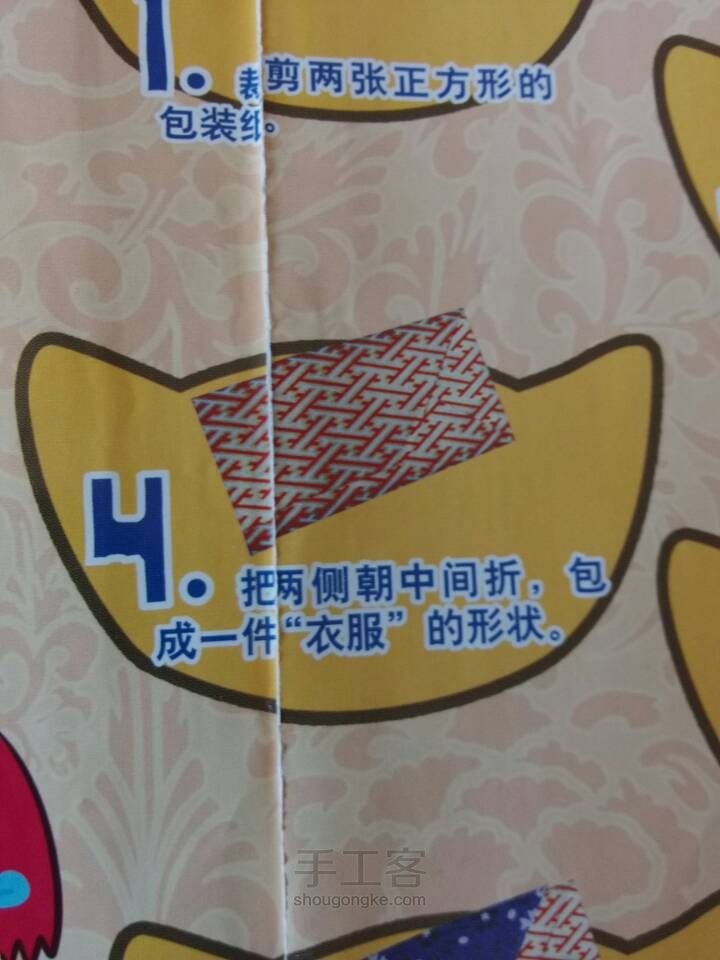 1. 裁剪两张正方形的
包装纸。
4. 把两侧朝中间折，包
成一件“衣服”的形状。
手工客
shougongke.com